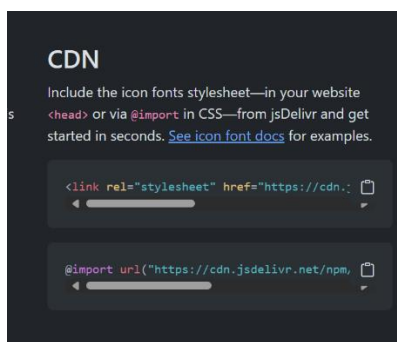 CDN
Include the icon fonts stylesheet—in your website
s
<head> or via @import in CSS—from jsDelivr and get
started in seconds. See icon font docs for examples.
<link rel="stylesheet" href="https://cdn.j
@import url("https://cdn.jsdelivr.net/npm/